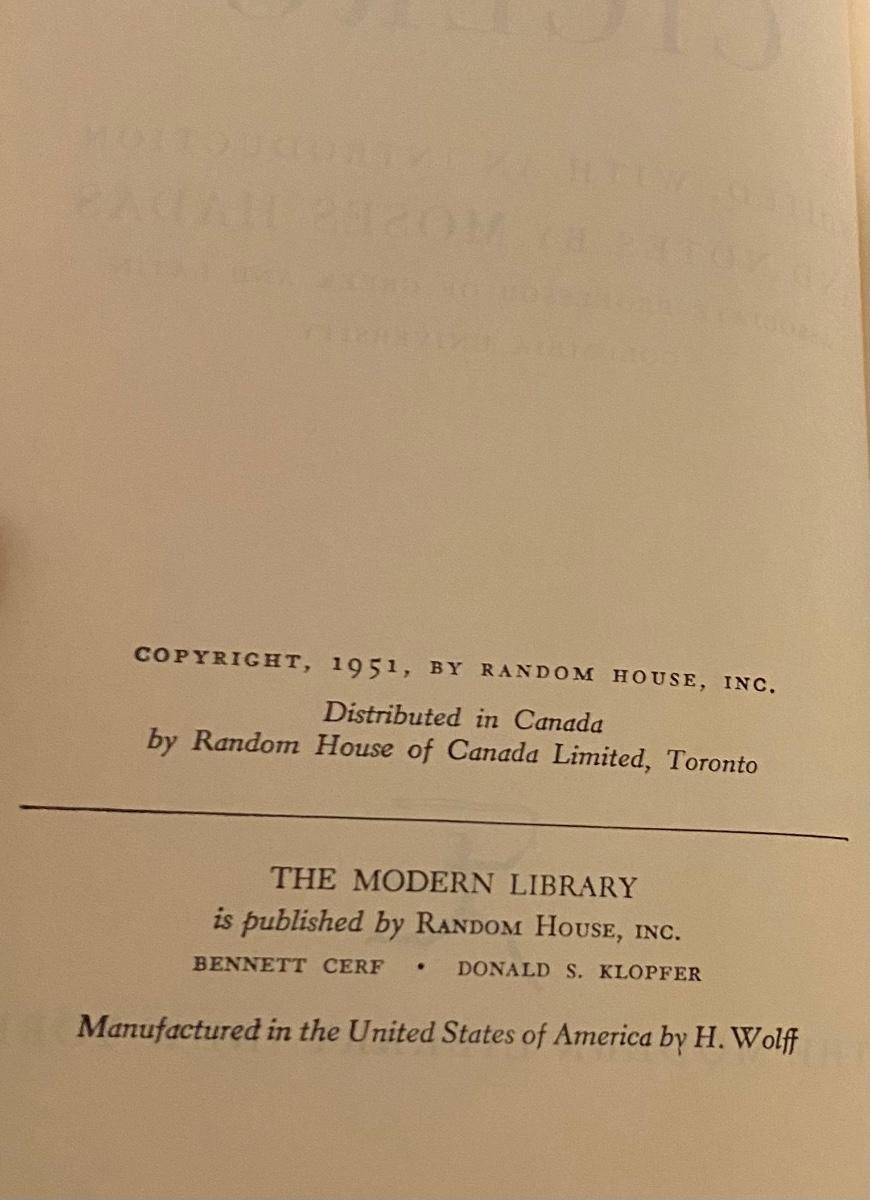 COPYRIGHT, 1951, BY RANDOM HOUSE, INC.
Distributed in Canada
by Random House of Canada Limited, Toronto
THE MODERN LIBRARY
is published by RANDOM HOUSE, INC.
BENNETT CERF • DONALD S. KLOPFER
Manufactured in the United States of America by H. Wolff